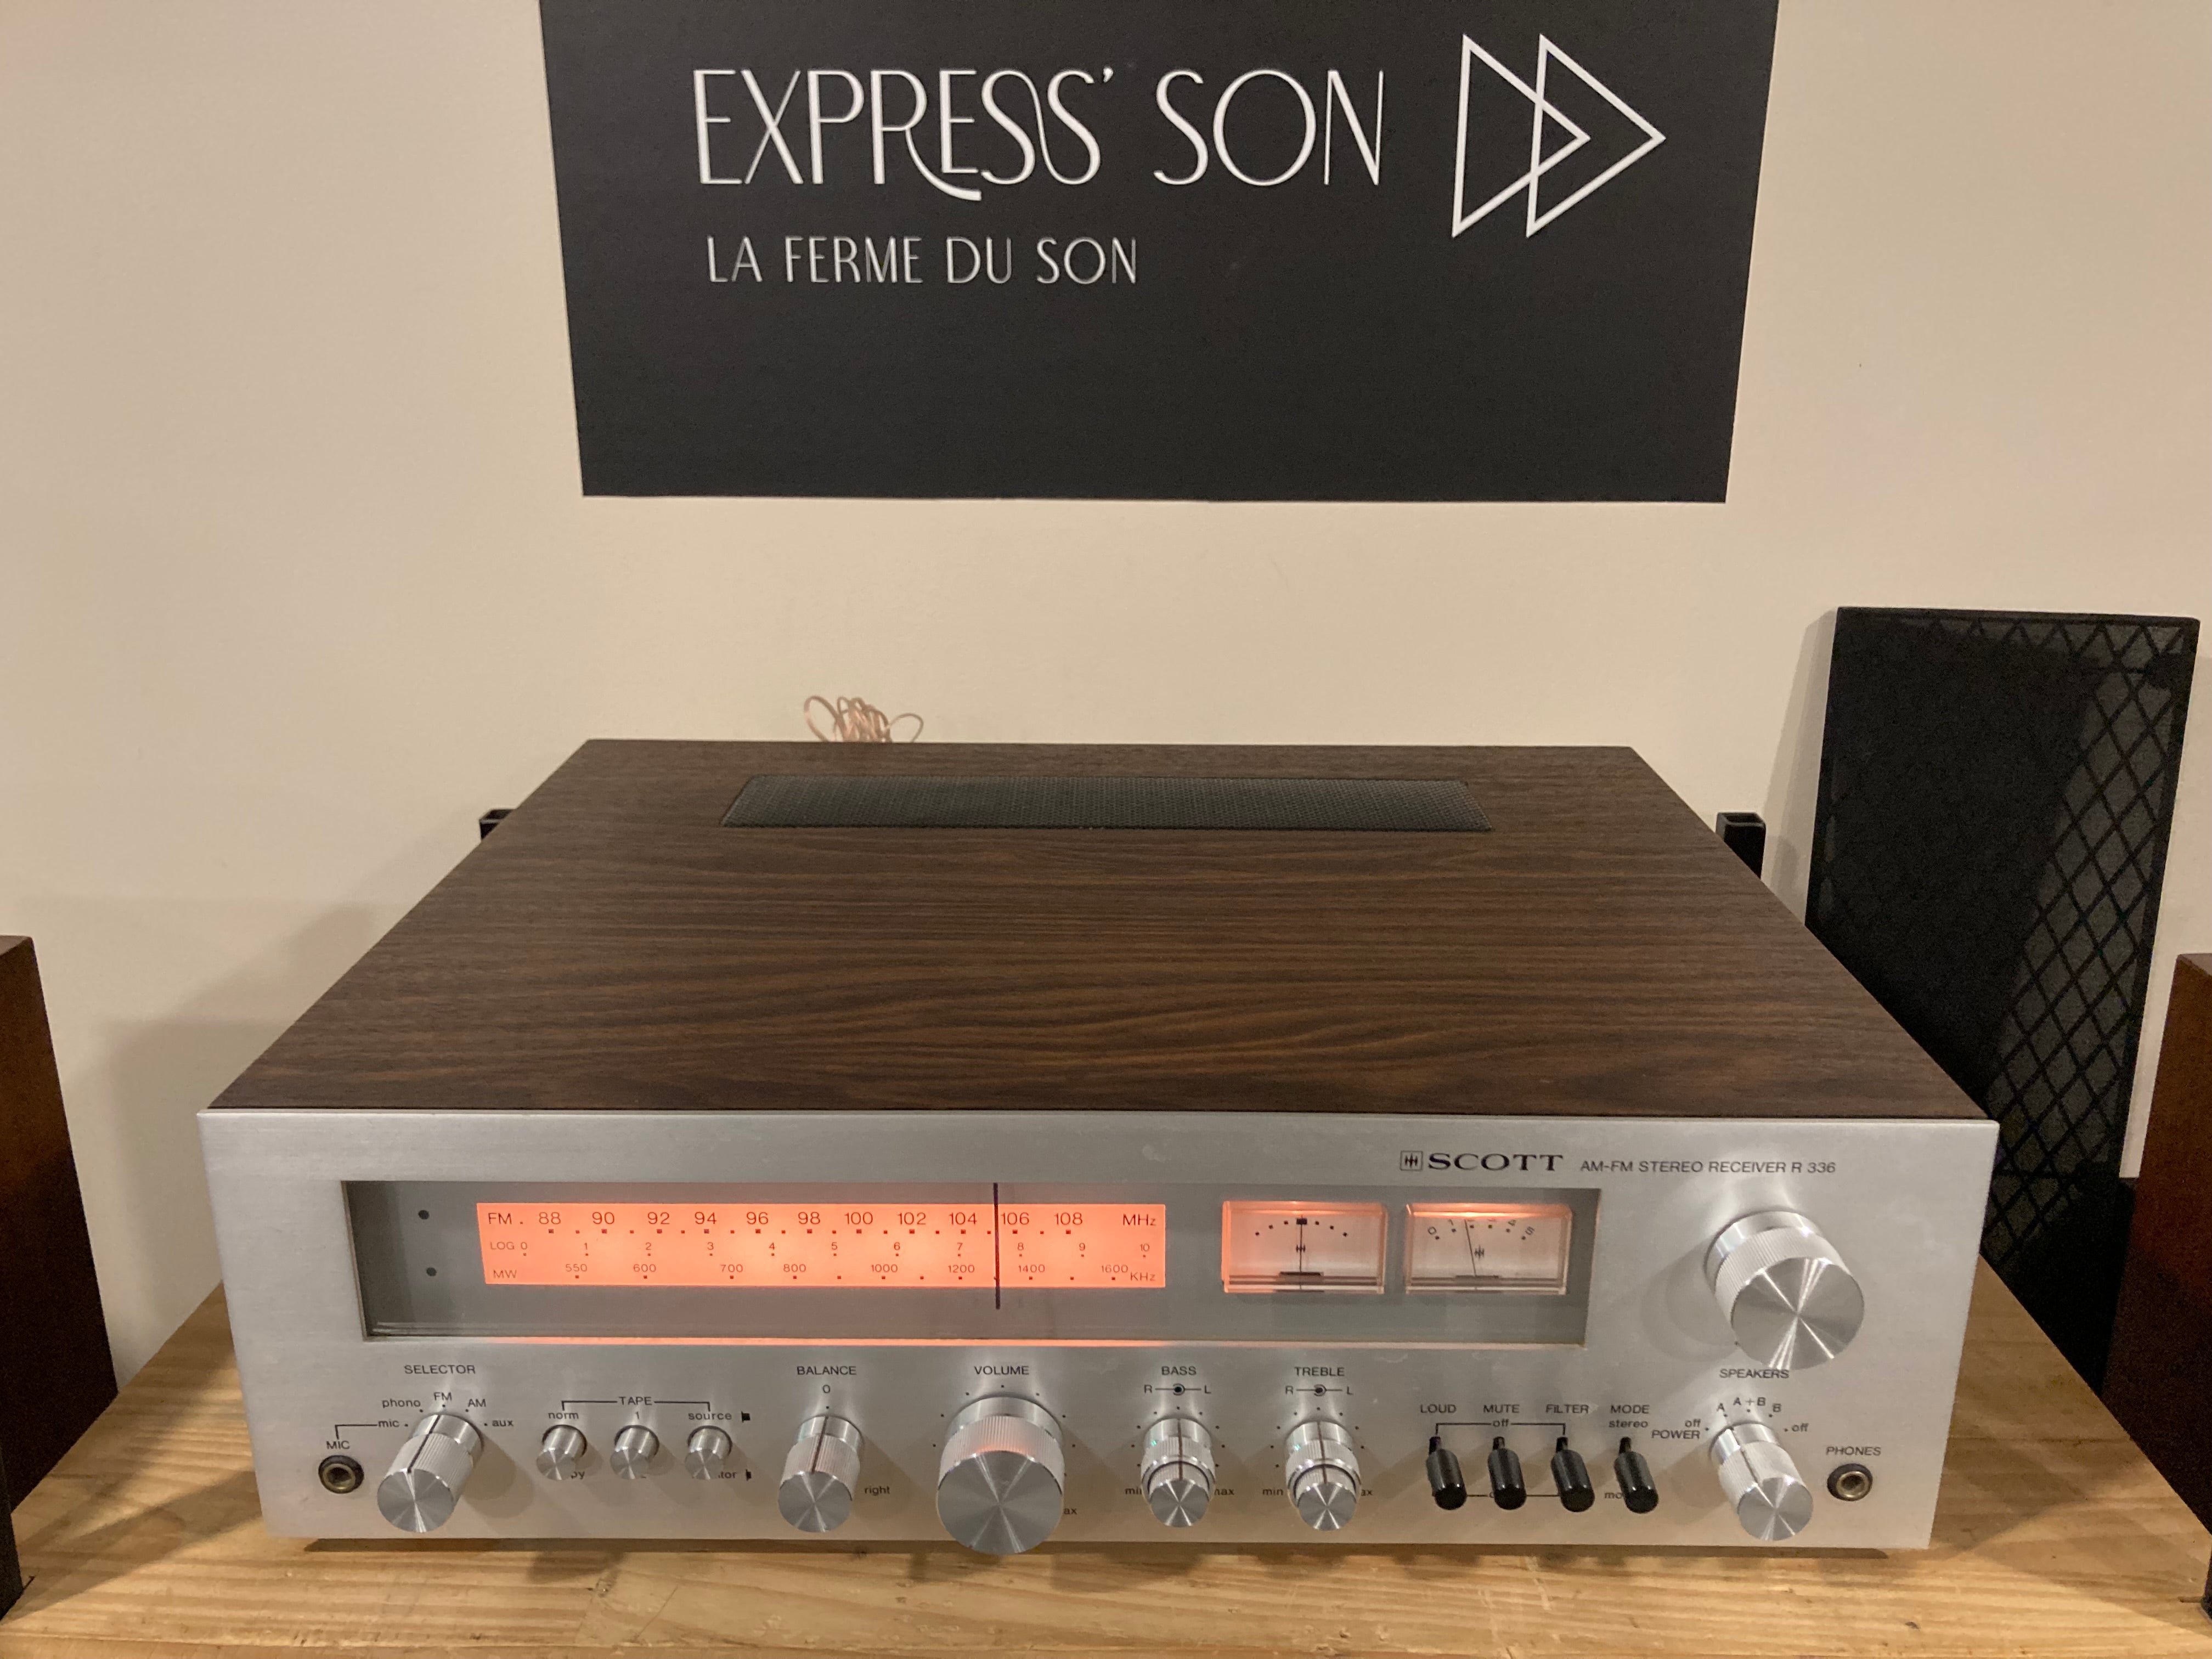 EXPRESS' SON
LA FERME DU SON
SCOTT AM-FM STEREO RECEIVER R 336
FM 88 90 92 94 96 98 100 102 104 106 108 MHz
LOG 0 1 2 3 4 5 6 7 8 9 10
MW 550 600 700 800 1000 1200 1400 1600 KHz
0 1
SELECTOR
phono FM AM
mic aux
MIC
TAPE
norm 1 source
BALANCE
0
right
VOLUME
BASS
R L
TREBLE
R L
min
LOUD MUTE FILTER MODE
off stereo
SPEAKERS
A A+B B
off off
POWER
PHONES